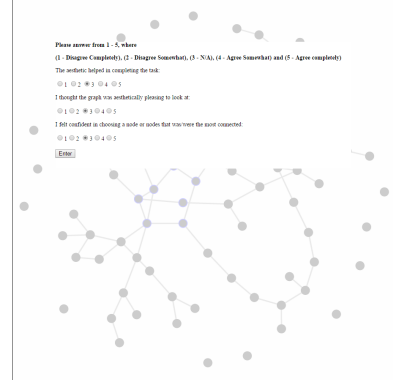 Please answer from 1 - 5, where
(1 - Disagree Completely), (2 - Disagree Somewhat), (3 - N/A), (4 - Agree Somewhat) and (5 - Agree completely)
The aesthetic helped in completing the task:
1 2 3 4 5
I thought the graph was aesthetically pleasing to look at:
1 2 3 4 5
I felt confident in choosing a node or nodes that was/were the most connected:
1 2 3 4 5
Enter